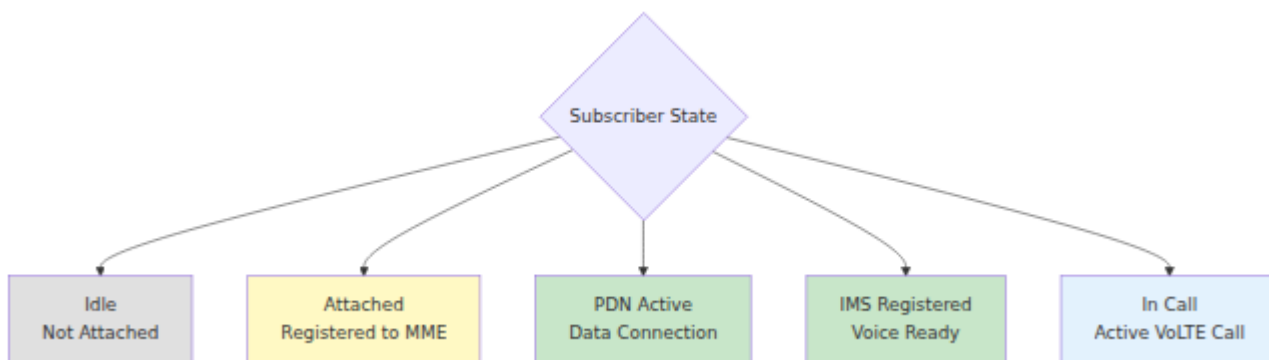 Subscriber State
Idle
Not Attached
Attached
Registered to MME
PDN Active
Data Connection
IMS Registered
Voice Ready
In Call
Active VoLTE Call